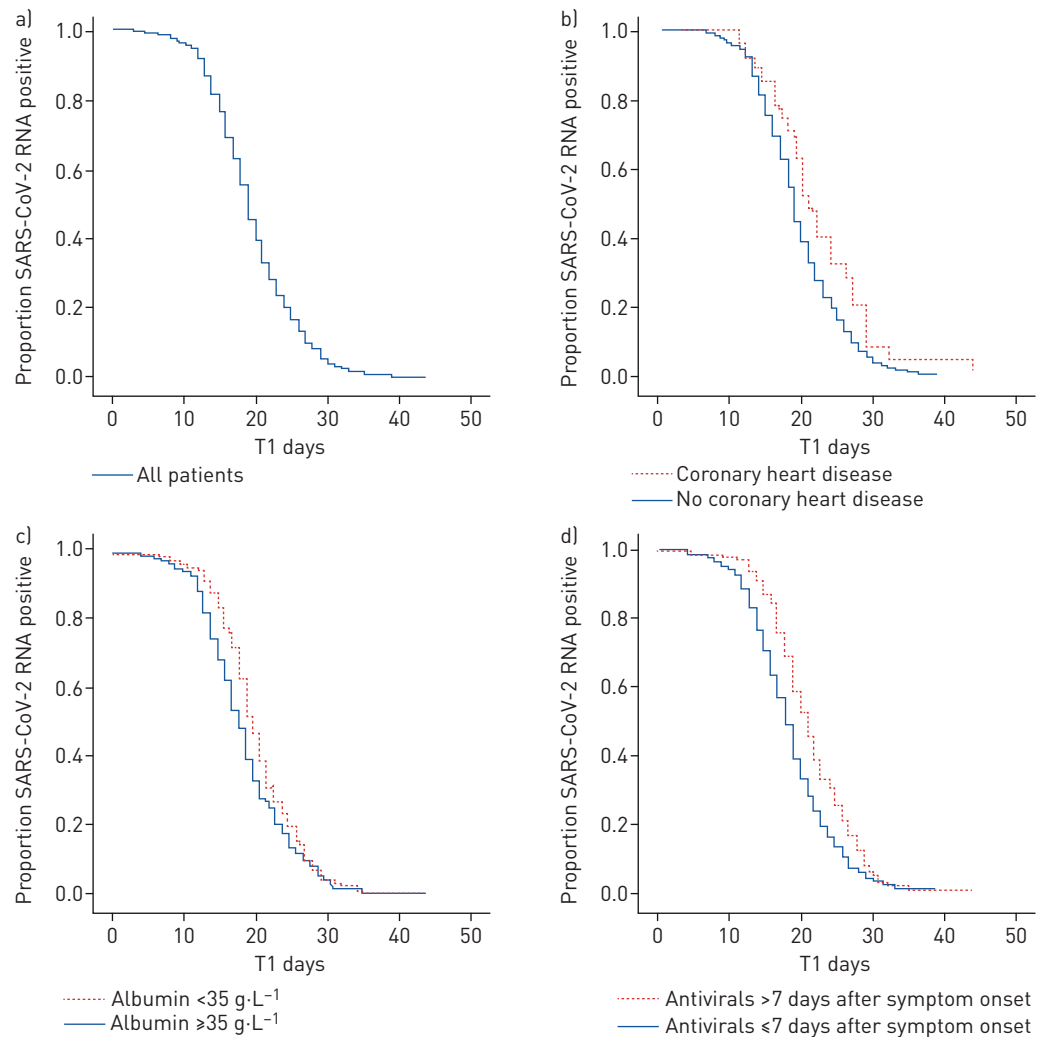 a)
Proportion SARS-CoV-2 RNA positive
1.0
0.8
0.6
0.4
0.2
0.0
0 10 20 30 40 50
T1 days
All patients
b)
Proportion SARS-CoV-2 RNA positive
1.0
0.8
0.6
0.4
0.2
0.0
0 10 20 30 40 50
T1 days
Coronary heart disease
No coronary heart disease
c)
Proportion SARS-CoV-2 RNA positive
1.0
0.8
0.6
0.4
0.2
0.0
0 10 20 30 40 50
T1 days
Albumin <35 g·L⁻¹
Albumin ≥35 g·L⁻¹
d)
Proportion SARS-CoV-2 RNA positive
1.0
0.8
0.6
0.4
0.2
0.0
0 10 20 30 40 50
T1 days
Antivirals >7 days after symptom onset
Antivirals ≤7 days after symptom onset